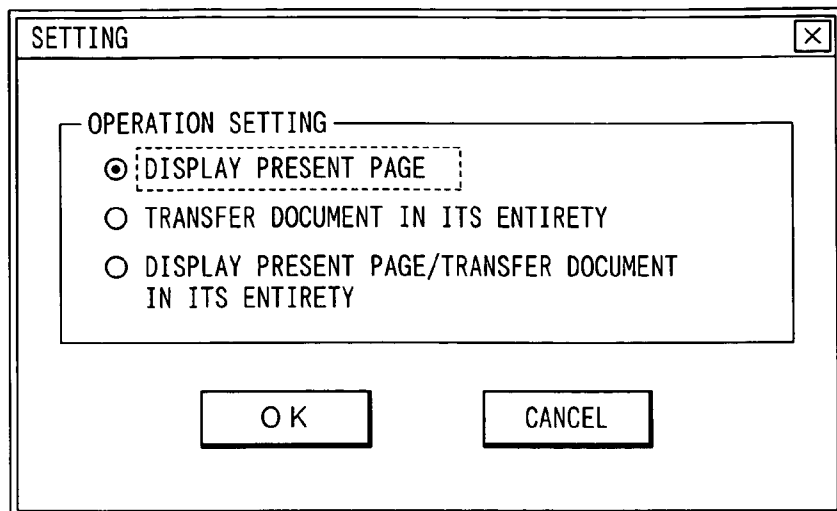 SETTING
OPERATION SETTING
DISPLAY PRESENT PAGE
TRANSFER DOCUMENT IN ITS ENTIRETY
DISPLAY PRESENT PAGE/TRANSFER DOCUMENT
IN ITS ENTIRETY
OK
CANCEL